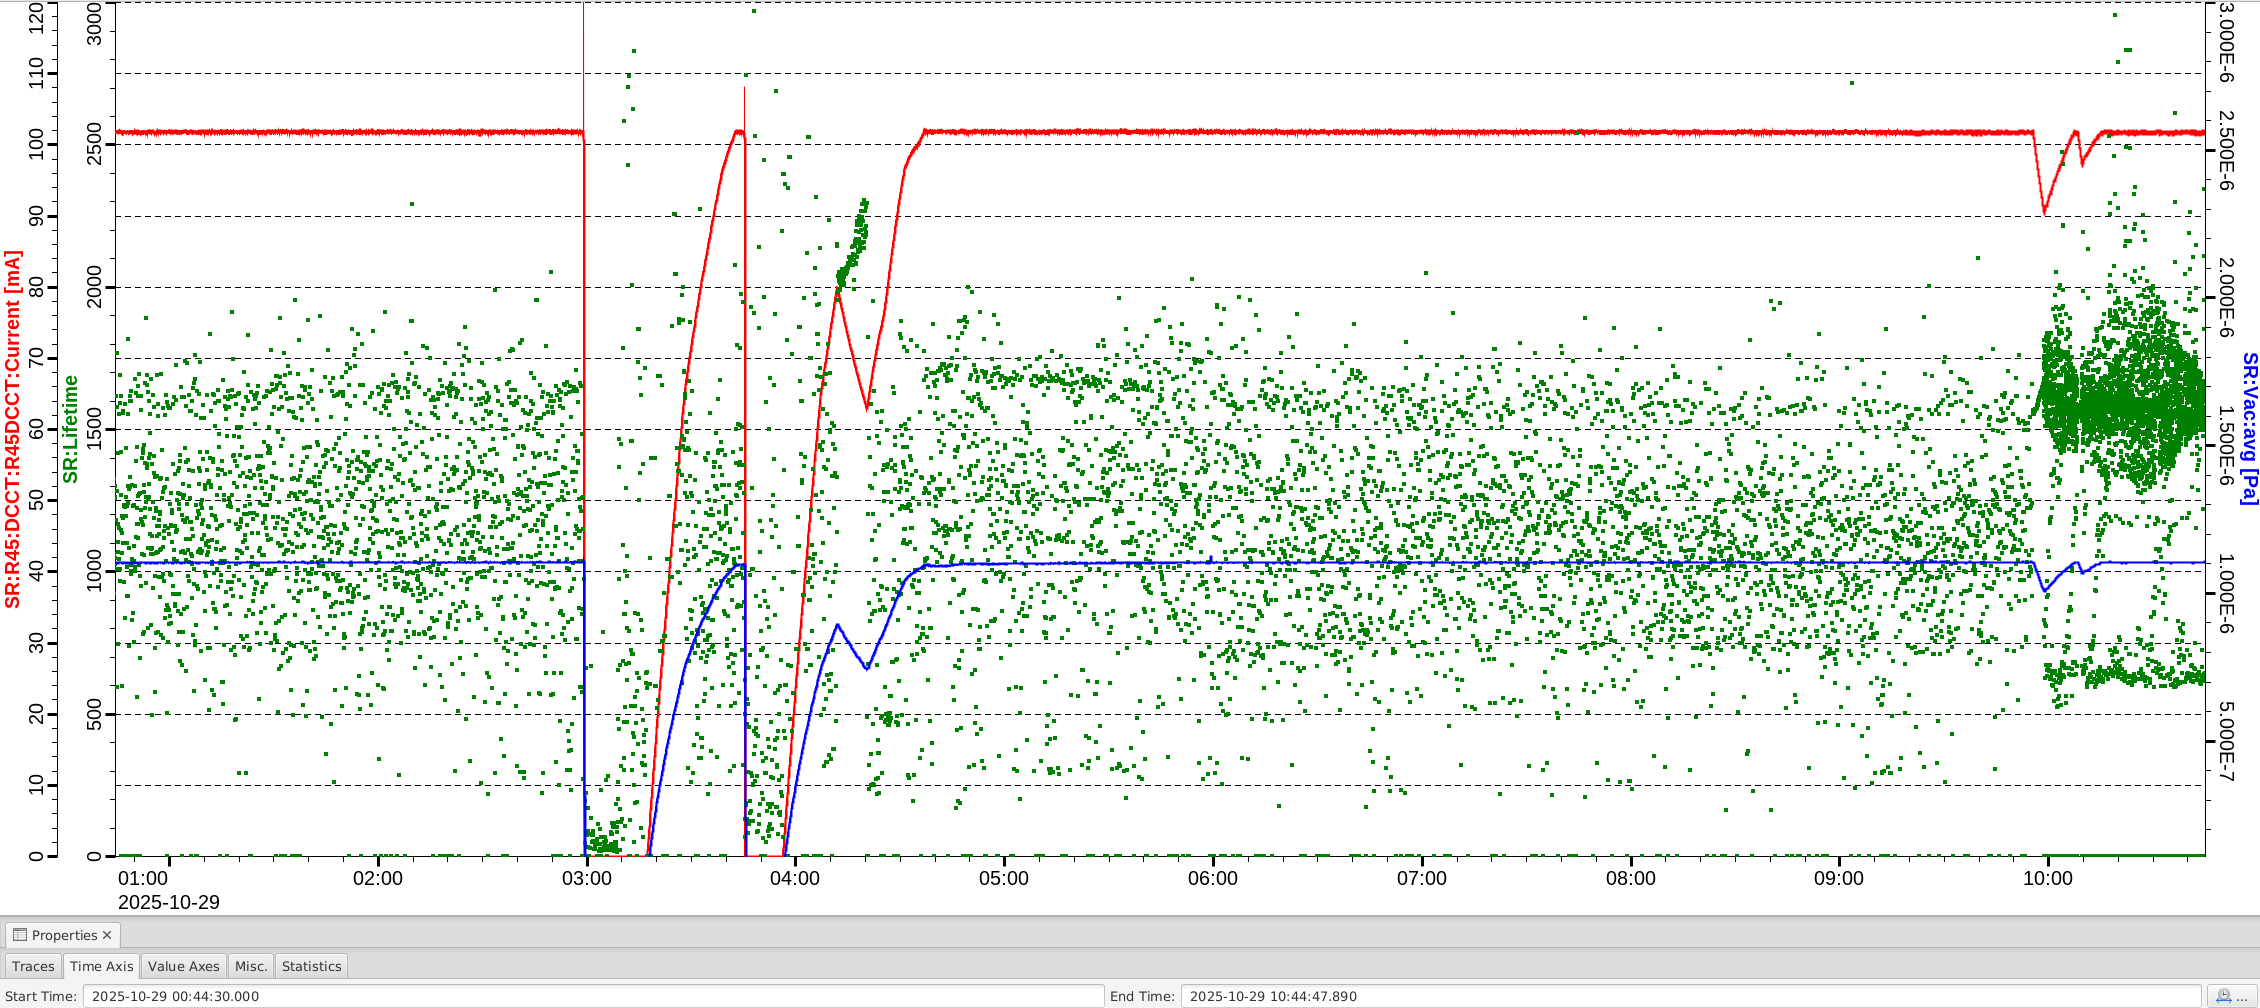 120
110
100
90
80
70
60
50
40
30
20
10
0
SR:R45:DCCT:R45DCCT:Current [mA]
3000
2500
2000
1500
1000
500
0
SR:Lifetime
3.000E-6
2.500E-6
2.000E-6
1.500E-6
1.000E-6
5.000E-7
SR:Vac:avg [Pa]
01:00 02:00 03:00 04:00 05:00 06:00 07:00 08:00 09:00 10:00
2025-10-29
Properties
Traces Time Axis Value Axes Misc. Statistics
Start Time: 2025-10-29 00:44:30.000 End Time: 2025-10-29 10:44:47.890 ...